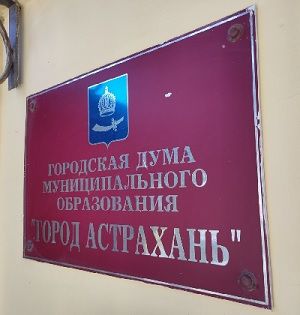 ГОРОДСКАЯ ДУМА
МУНИЦИПАЛЬНОГО
ОБРАЗОВАНИЯ
"ГОРОД АСТРАХАНЬ"